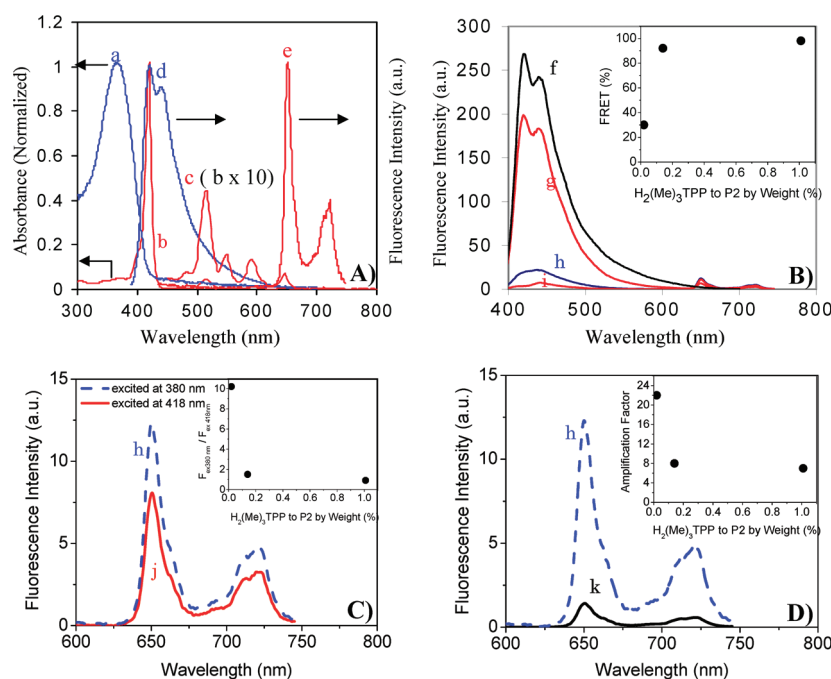 1.2
1
0.8
0.6
0.4
0.2
0
300 400 500 600 700 800
Absorbance (Normalized)
Fluorescence Intensity (a.u.)
Wavelength (nm)
a
d
e
c ( b x 10)
b
A)
300
250
200
150
100
50
0
400 500 600 700 800
Fluorescence Intensity (a.u.)
Wavelength (nm)
f
g
h
i
B)
100
80
60
40
20
0
0.0 0.2 0.4 0.6 0.8 1.0
FRET (%)
H2(Me)3TPP to P2 by Weight (%)
15
10
5
0
600 650 700 750 800
Fluorescence Intensity (a.u.)
Wavelength (nm)
excited at 380 nm
excited at 418 nm
h
j
C)
10
8
6
4
2
0
0.0 0.2 0.4 0.6 0.8 1.0
Fex380 nm / Fex 418nm
H2(Me)3TPP to P2 by Weight (%)
15
10
5
0
600 650 700 750 800
Fluorescence Intensity (a.u.)
Wavelength (nm)
h
k
D)
24
20
16
12
8
4
0
0.0 0.2 0.4 0.6 0.8 1.0
Amplification Factor
H2(Me)3TPP to P2 by Weight (%)